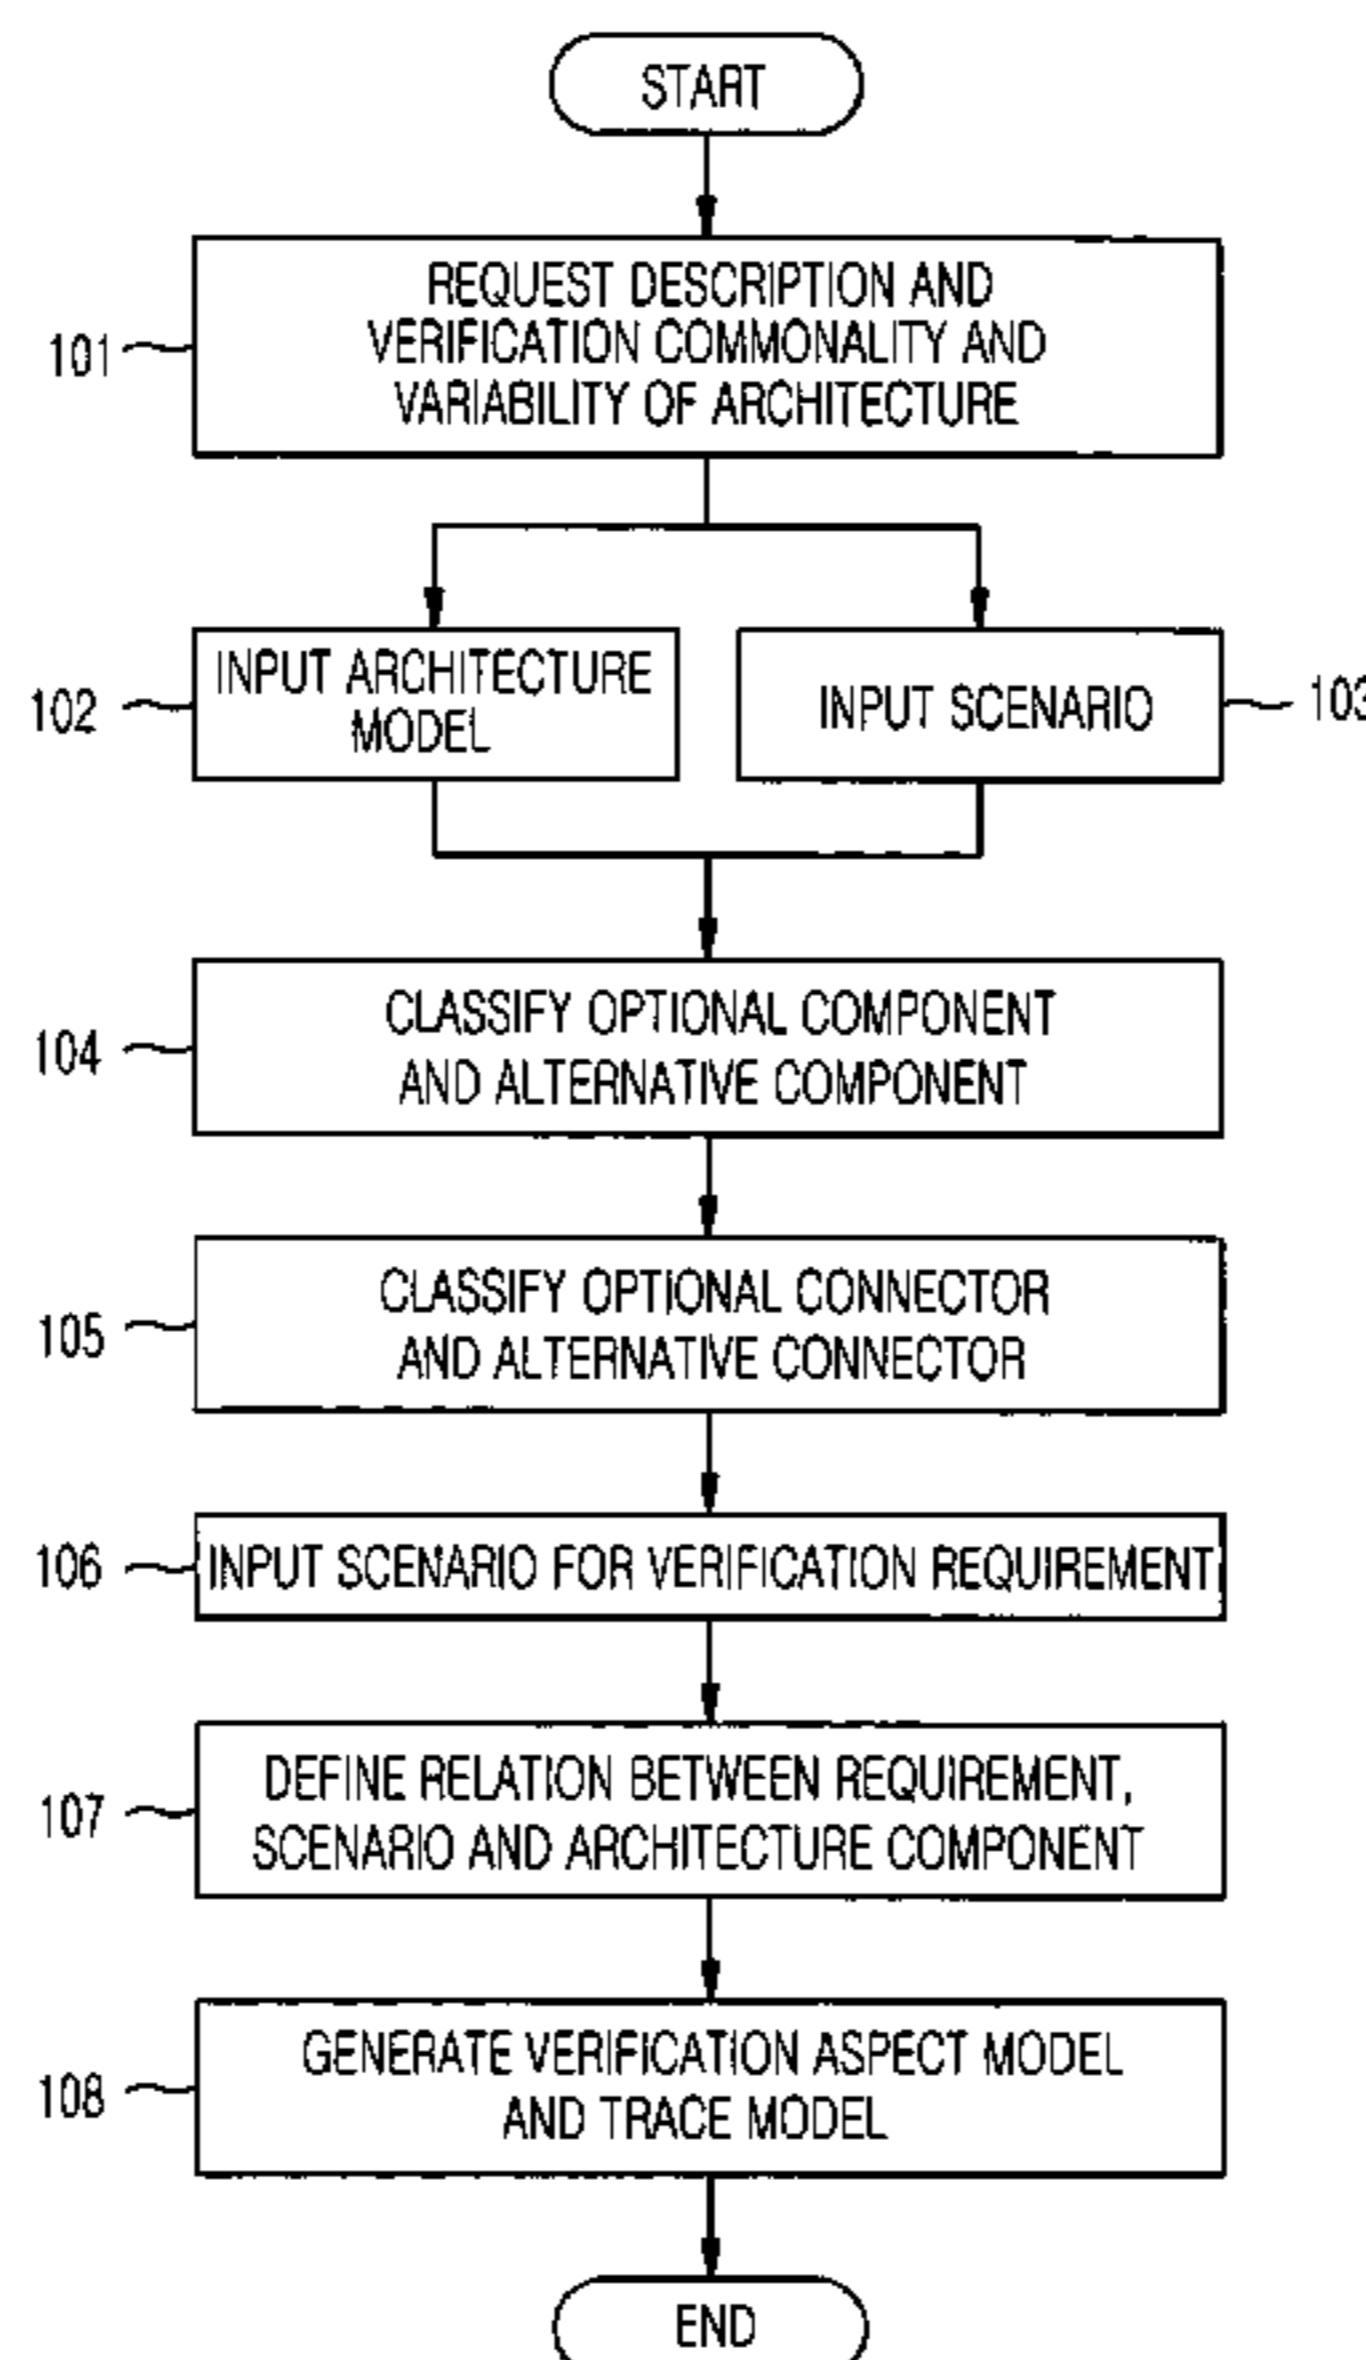 START
REQUEST DESCRIPTION AND
VERIFICATION COMMONALITY AND
VARIABILITY OF ARCHITECTURE
101
INPUT ARCHITECTURE
MODEL
102
INPUT SCENARIO
103
CLASSIFY OPTIONAL COMPONENT
AND ALTERNATIVE COMPONENT
104
CLASSIFY OPTIONAL CONNECTOR
AND ALTERNATIVE CONNECTOR
105
106
INPUT SCENARIO FOR VERIFICATION REQUIREMENT
DEFINE RELATION BETWEEN REQUIREMENT,
SCENARIO AND ARCHITECTURE COMPONENT
107
GENERATE VERIFICATION ASPECT MODEL
AND TRACE MODEL
108
END